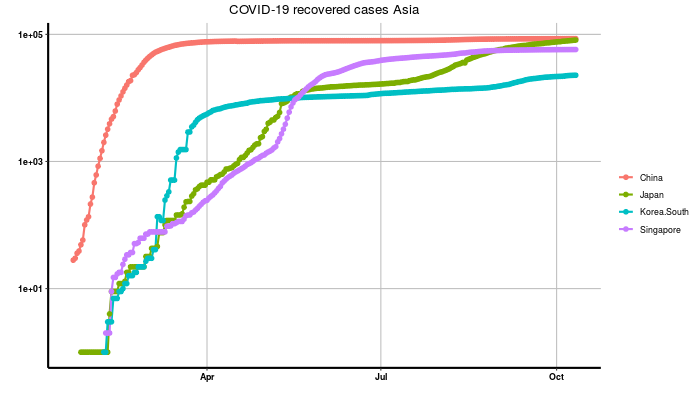 COVID-19 recovered cases Asia
1e+05
1e+03
1e+01
Apr
Jul
Oct
China
Japan
Korea.South
Singapore